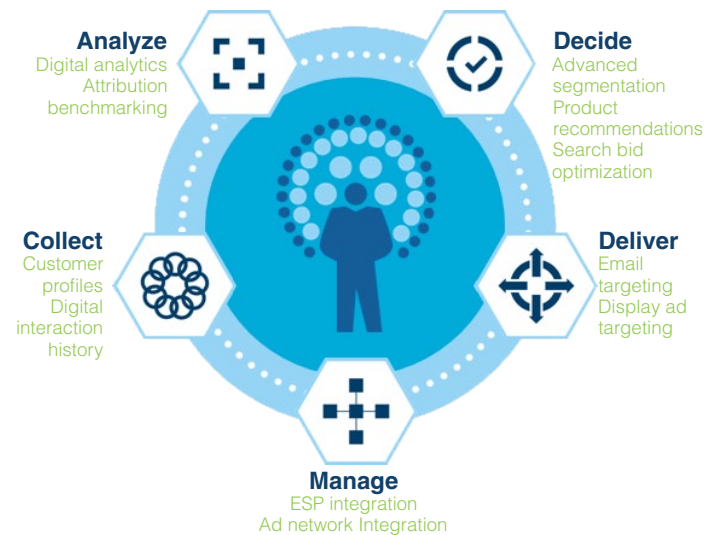 Analyze
Digital analytics
Attribution
benchmarking
Decide
Advanced
segmentation
Product
recommendations
Search bid
optimization
Collect
Customer
profiles
Digital
interaction
history
Deliver
Email
targeting
Display ad
targeting
Manage
ESP integration
Ad network Integration